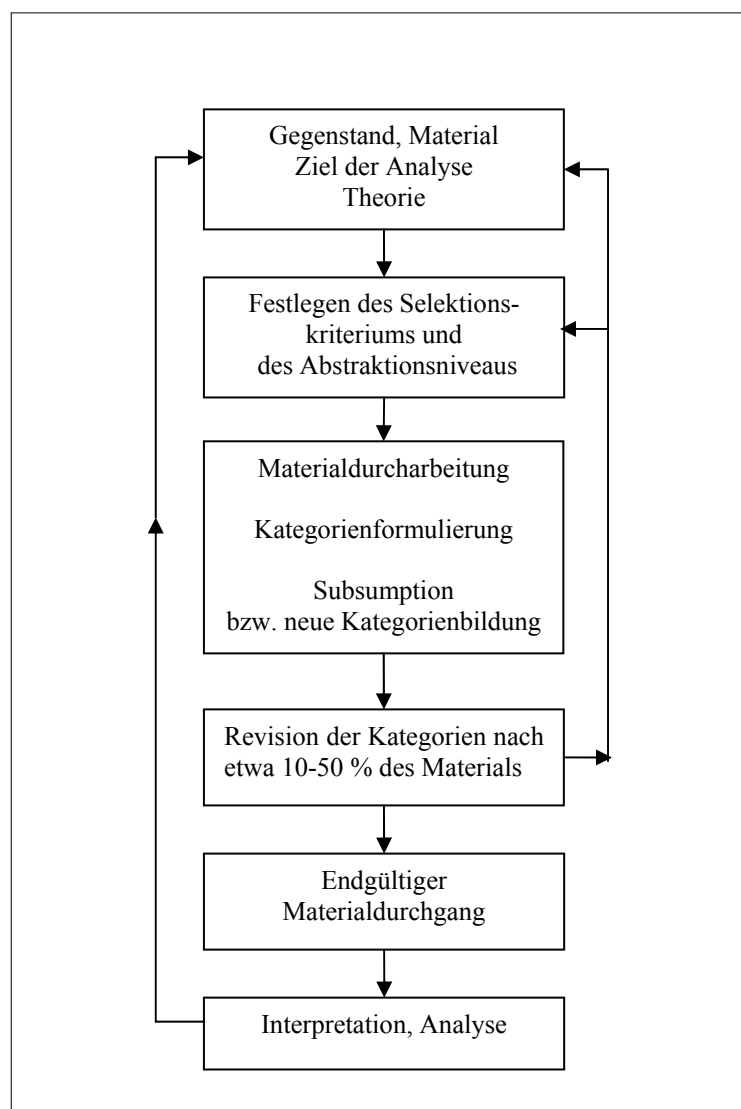 Gegenstand, Material
Ziel der Analyse
Theorie
Festlegen des Selektions-
kriteriums und
des Abstraktionsniveaus
Materialdurcharbeitung
Kategorienformulierung
Subsumption
bzw. neue Kategorienbildung
Revision der Kategorien nach
etwa 10-50 % des Materials
Endgültiger
Materialdurchgang
Interpretation, Analyse